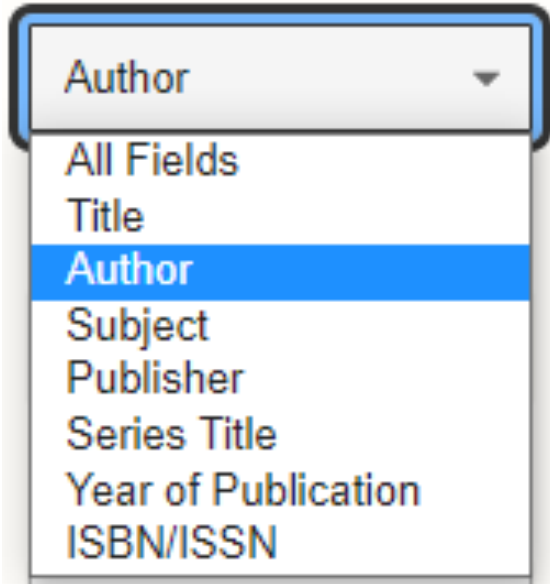 Author
All Fields
Title
Author
Subject
Publisher
Series Title
Year of Publication
ISBN/ISSN